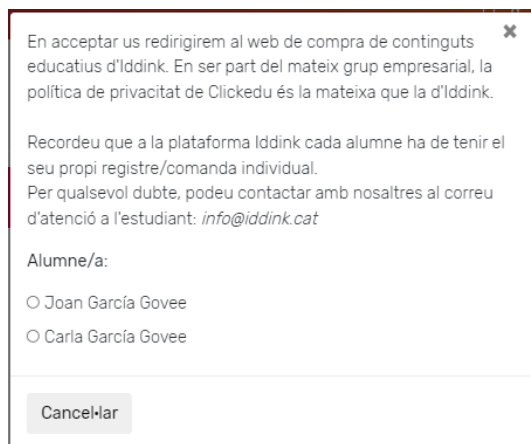 En acceptar us redirigirem al web de compra de continguts
educatius d'Iddink. En ser part del mateix grup empresarial, la
política de privacitat de Clickedu és la mateixa que la d'Iddink.
Recordeu que a la plataforma Iddink cada alumne ha de tenir el
seu propi registre/comanda individual.
Per qualsevol dubte, podeu contactar amb nosaltres al correu
d'atenció a l'estudiant: info@iddink.cat
Alumne/a:
Joan García Govee
Carla García Govee
Cancel•lar